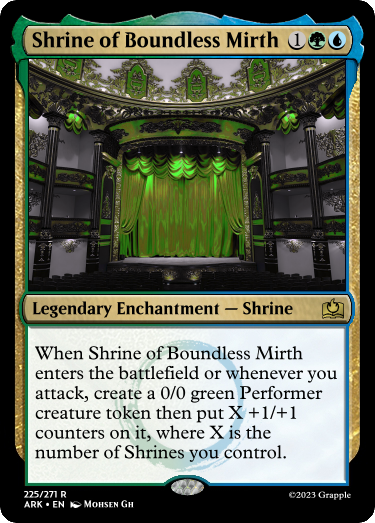 Shrine of Boundless Mirth 1
Legendary Enchantment — Shrine
When Shrine of Boundless Mirth
enters the battlefield or whenever you
attack, create a 0/0 green Performer
creature token then put X +1/+1
counters on it, where X is the
number of Shrines you control.
225/271 R
ARK • EN Mohsen Gh
©2023 Grapple